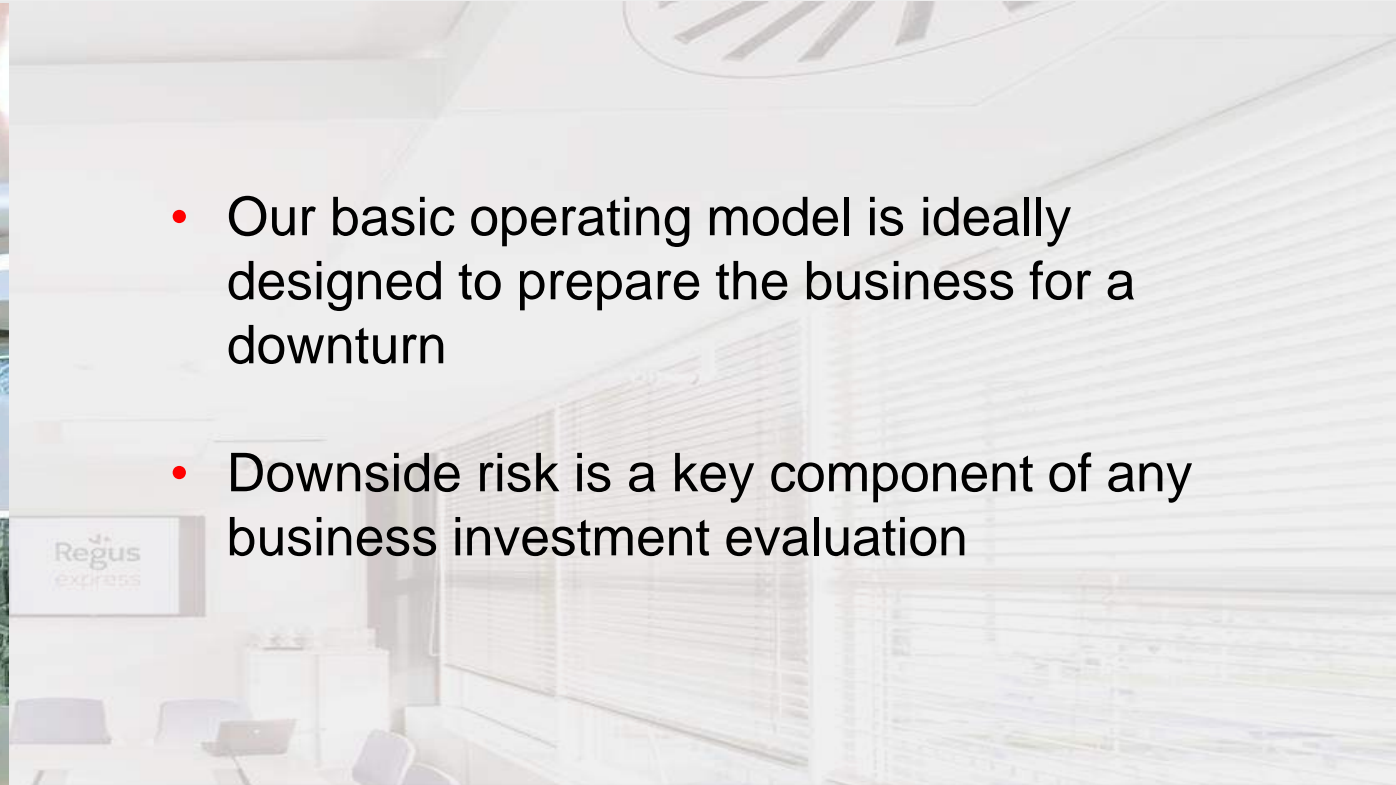 • Our basic operating model is ideally
designed to prepare the business for a
downturn
• Downside risk is a key component of any
business investment evaluation
Regus
express